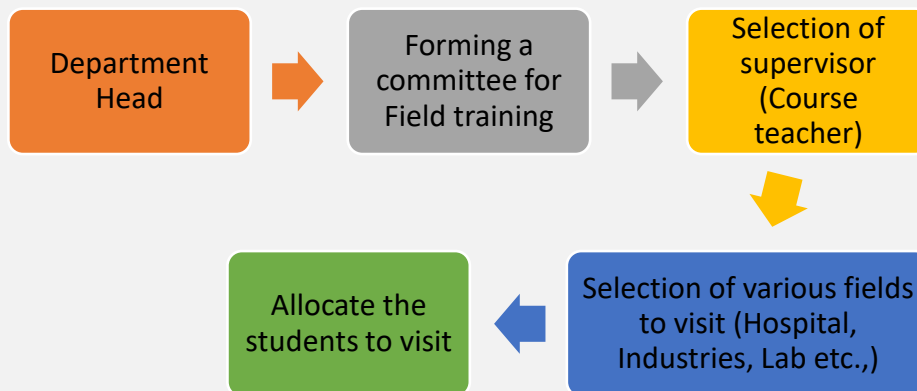 Department
Head
Forming a
committee for
Field training
Selection of
supervisor
(Course
teacher)
Selection of various fields
to visit (Hospital,
Industries, Lab etc.,)
Allocate the
students to visit